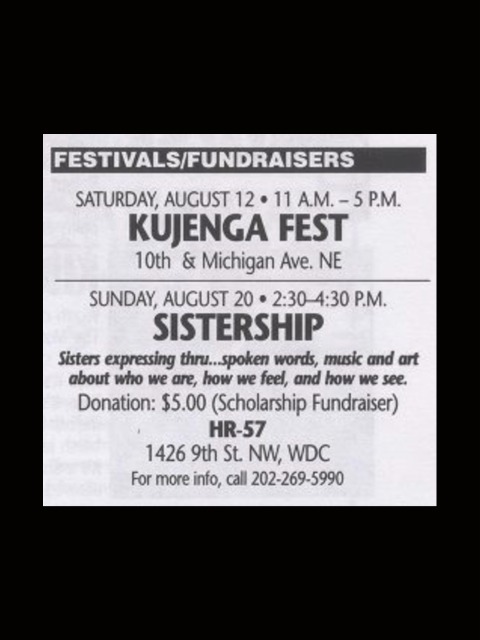 FESTIVALS/FUNDRAISERS
SATURDAY, AUGUST 12 • 11 A.M. – 5 P.M.
KUJENGA FEST
10th & Michigan Ave. NE
SUNDAY, AUGUST 20 • 2:30–4:30 P.M.
SISTERSHIP
Sisters expressing thru...spoken words, music and art
about who we are, how we feel, and how we see.
Donation: $5.00 (Scholarship Fundraiser)
HR-57
1426 9th St. NW, WDC
For more info, call 202-269-5990